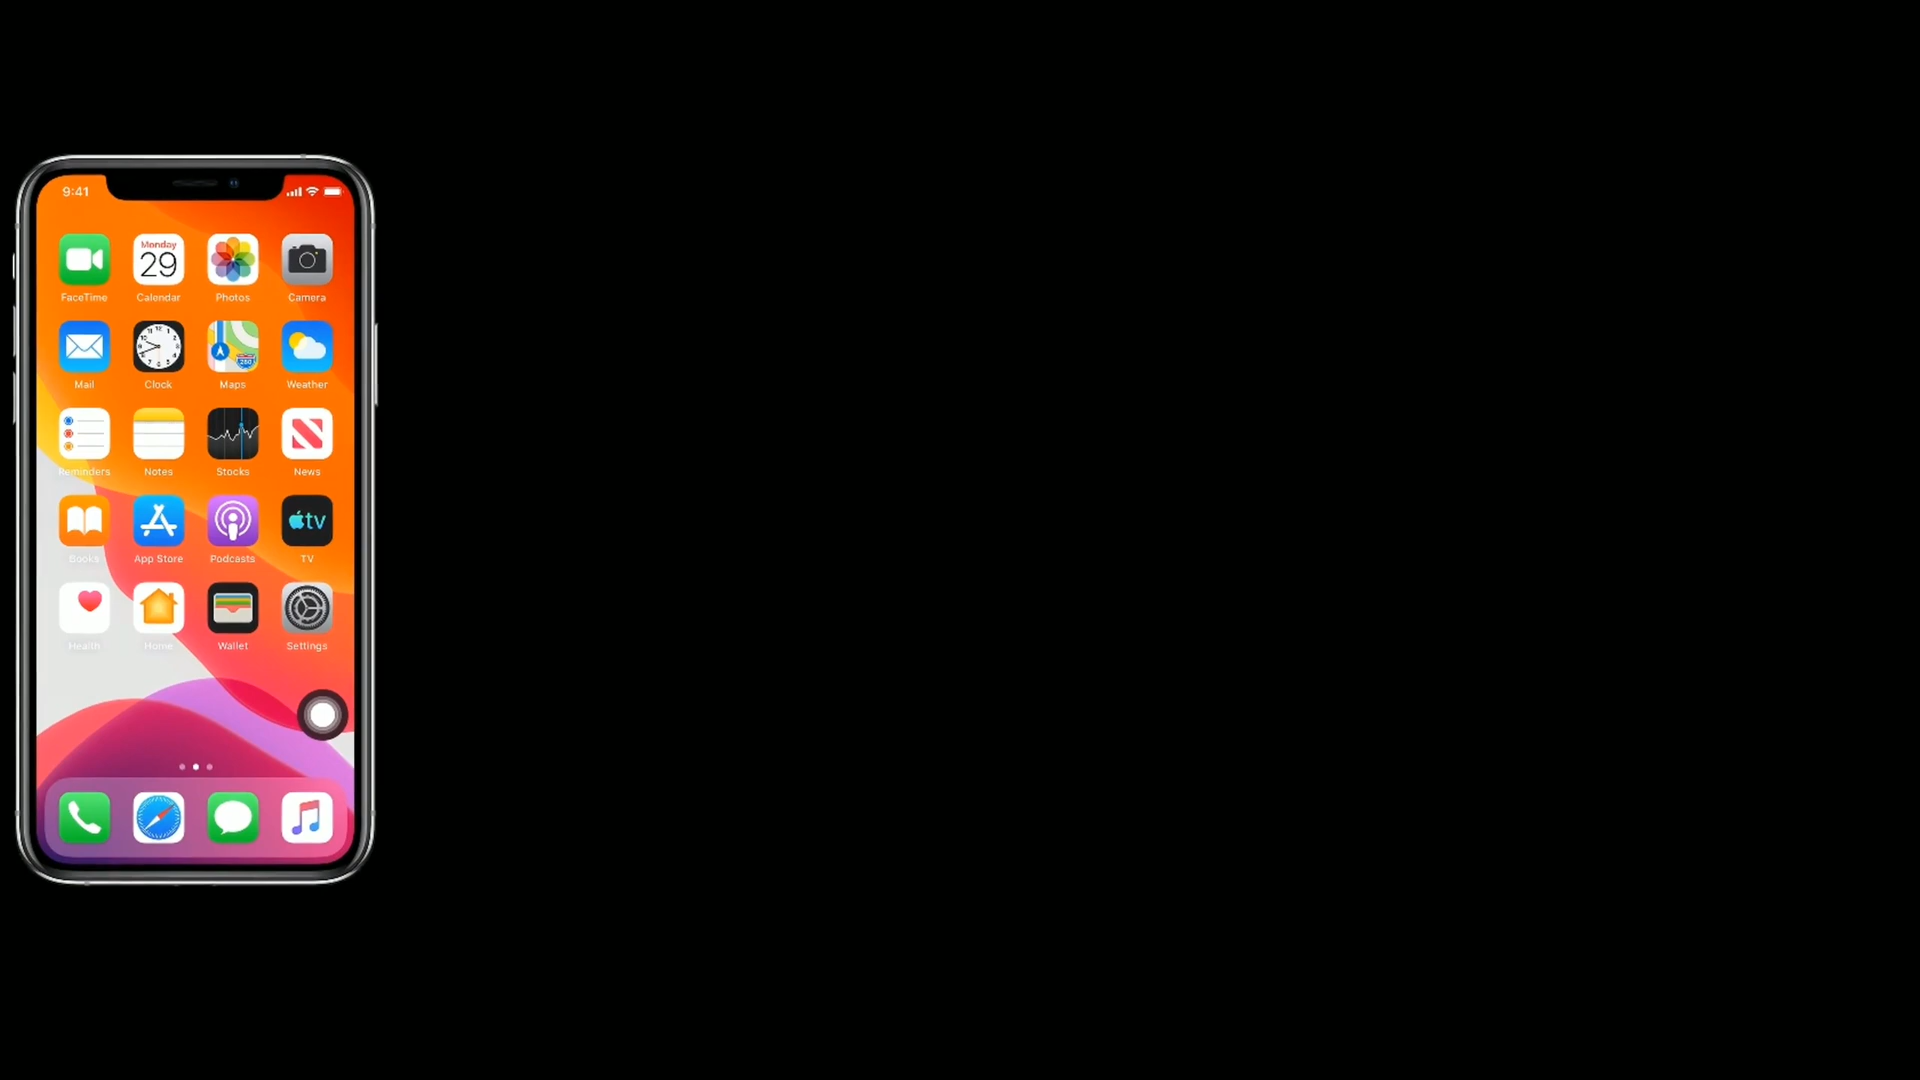 9:41
Monday
29
FaceTime Calendar Photos Camera
Mail Clock Maps Weather
Reminders Notes Stocks News
tv
Books App Store Podcasts TV
Health Home Wallet Settings